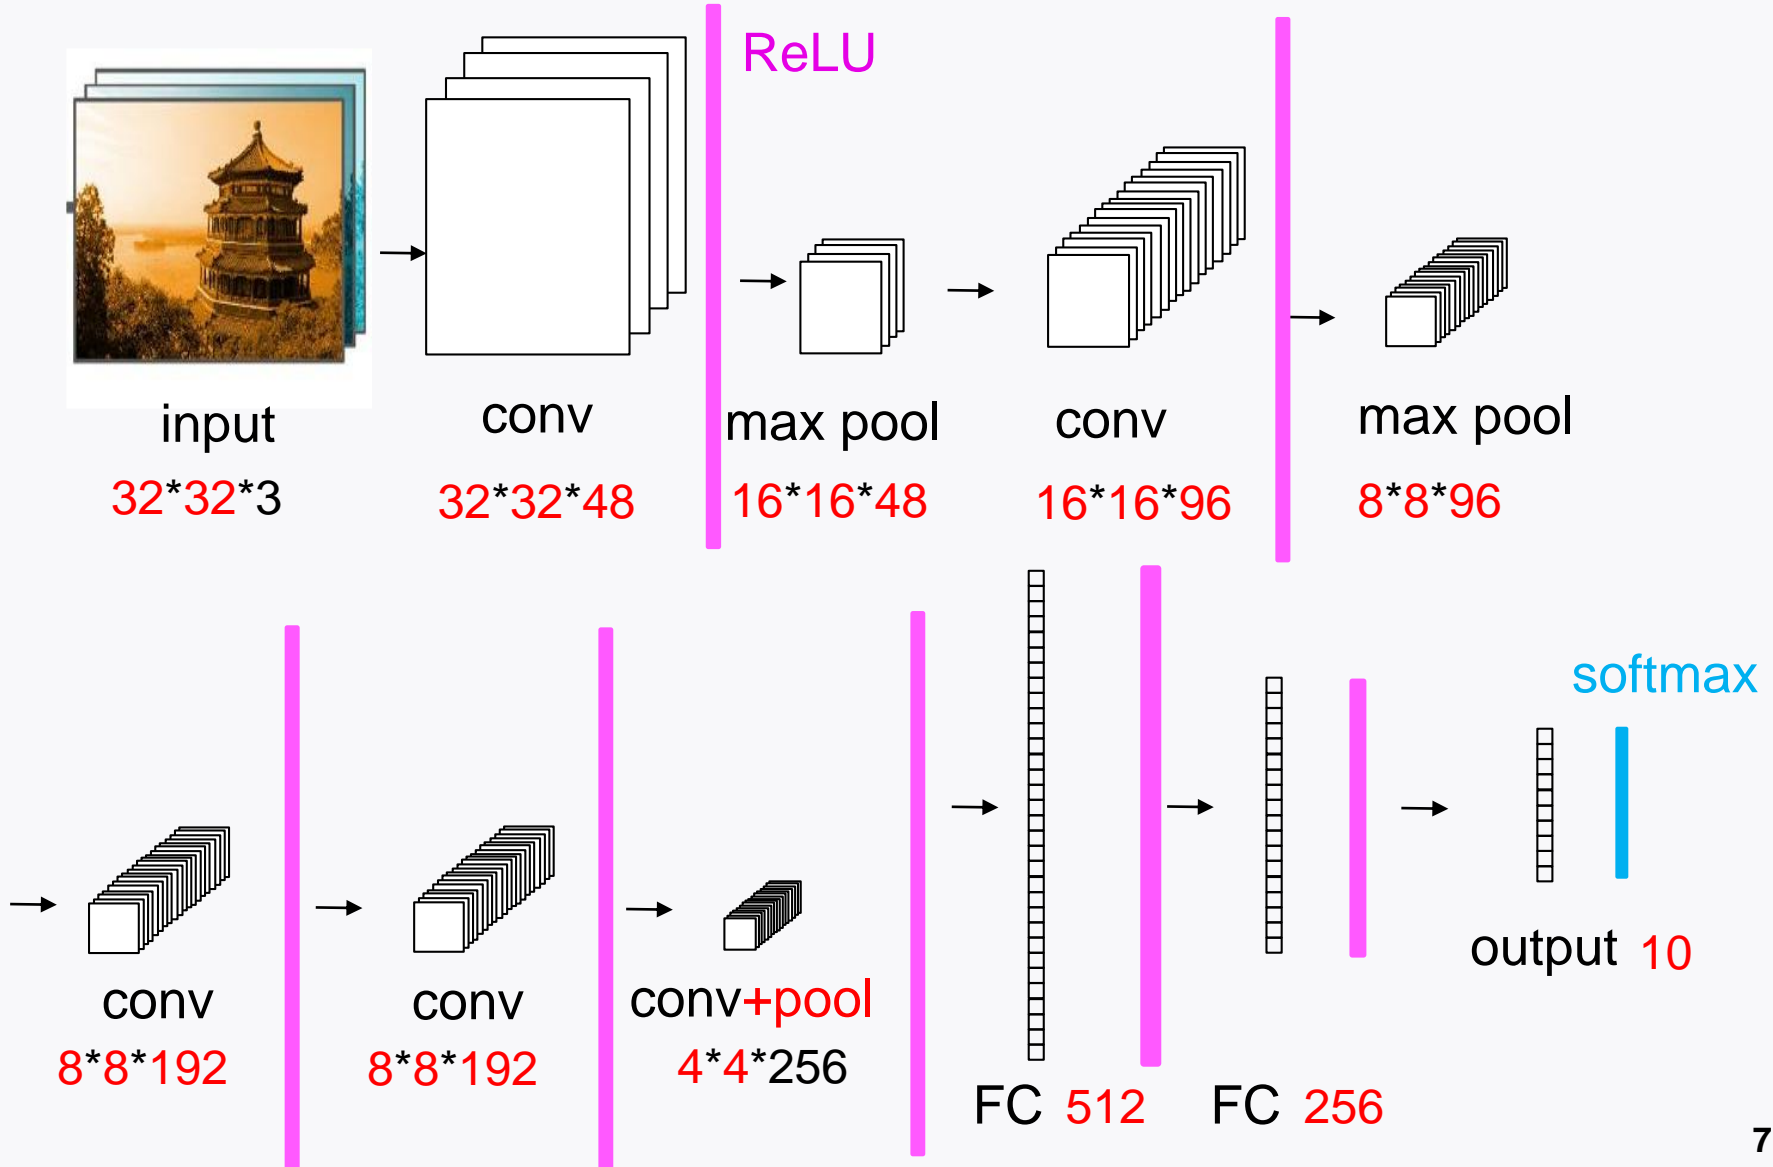 ReLU
input
conv
max pool
conv
max pool
32*32*3
32*32*48
16*16*48
16*16*96
8*8*96
softmax
conv
conv
conv+pool
output 10
8*8*192
8*8*192
4*4*256
FC 512
FC 256
7